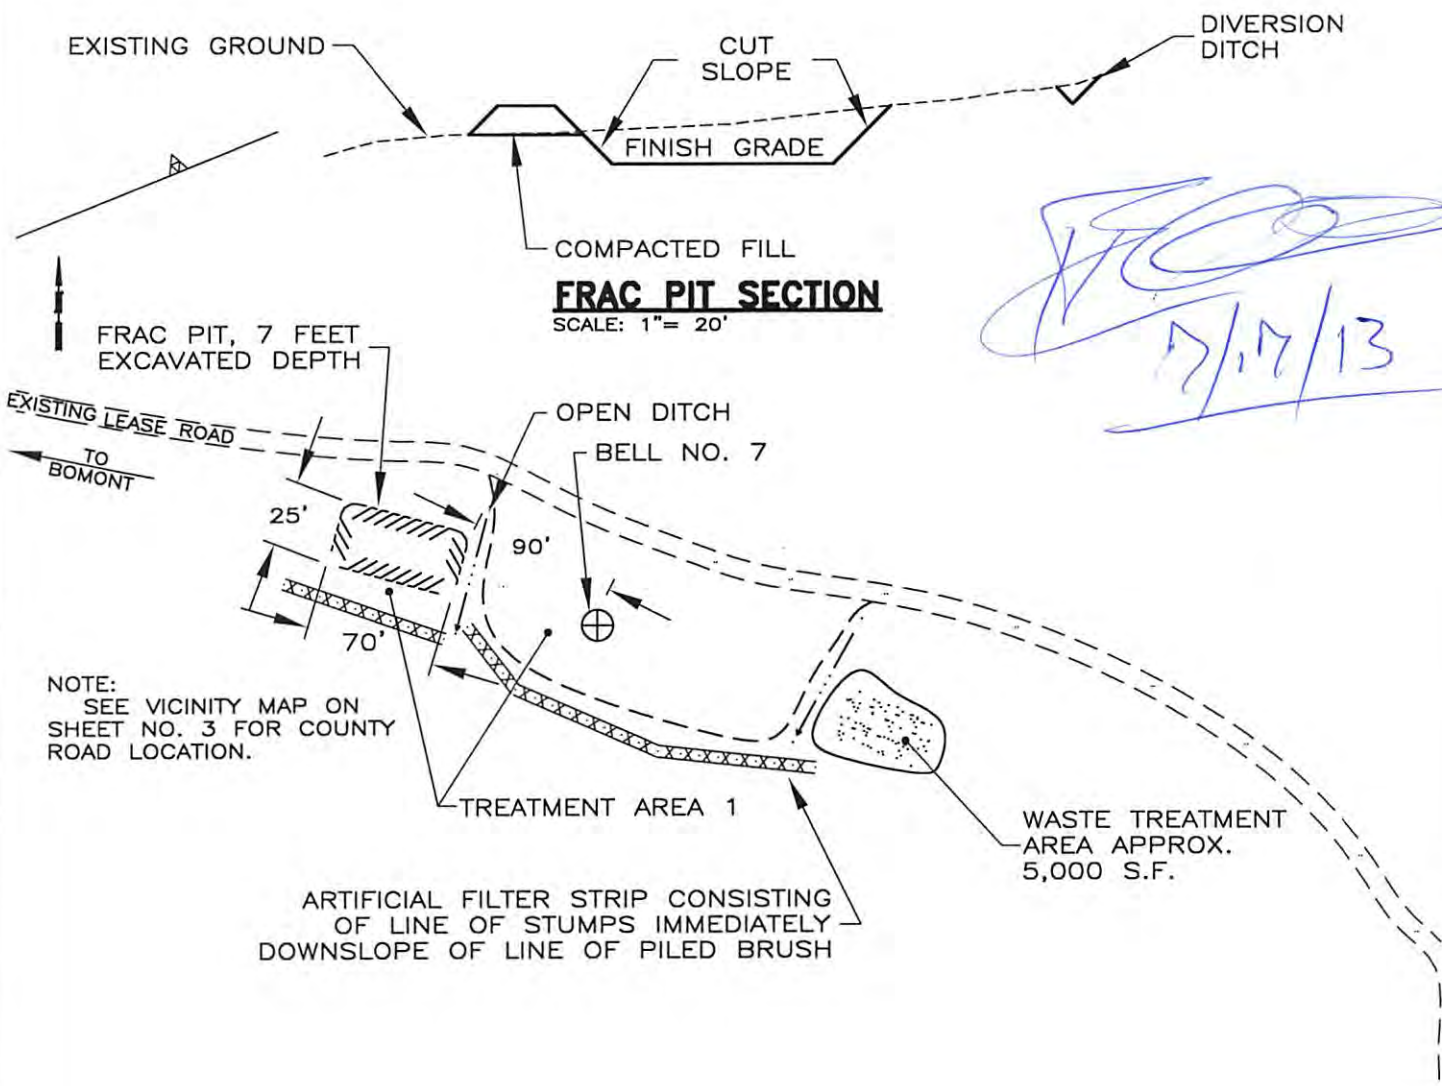 EXISTING GROUND
CUT
SLOPE
DIVERSION
DITCH
FINISH GRADE
COMPACTED FILL
FRAC PIT SECTION
SCALE: 1"= 20'
7/17/13
FRAC PIT, 7 FEET
EXCAVATED DEPTH
EXISTING LEASE ROAD
TO
BOMONT
OPEN DITCH
BELL NO. 7
25'
90'
70'
NOTE:
SEE VICINITY MAP ON
SHEET NO. 3 FOR COUNTY
ROAD LOCATION.
TREATMENT AREA 1
WASTE TREATMENT
AREA APPROX.
5,000 S.F.
ARTIFICIAL FILTER STRIP CONSISTING
OF LINE OF STUMPS IMMEDIATELY
DOWNSLOPE OF LINE OF PILED BRUSH